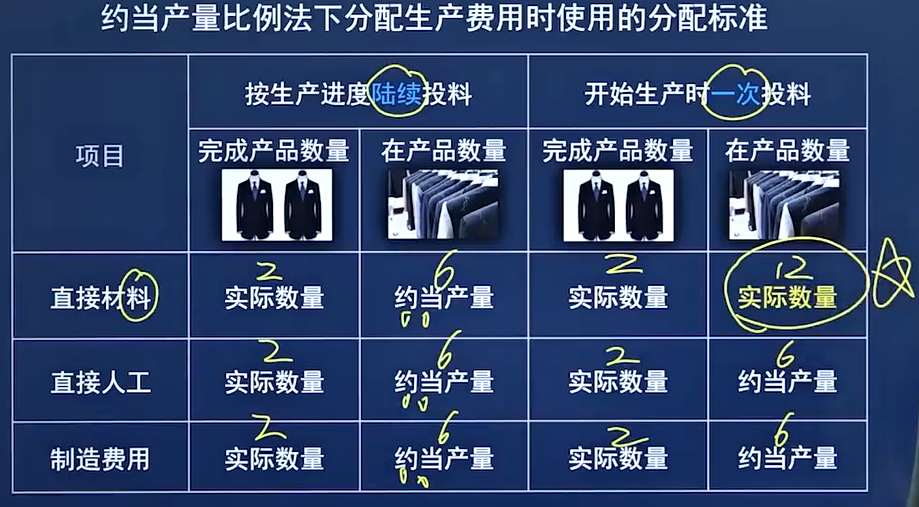 约当产量比例法下分配生产费用时使用的分配标准
项目
按生产进度陆续投料
开始生产时一次投料
完成产品数量
在产品数量
完成产品数量
在产品数量
2
6
2
12
直接材料
实际数量
约当产量
实际数量
实际数量
2
6
2
6
直接人工
实际数量
约当产量
实际数量
约当产量
2
6
2
6
制造费用
实际数量
约当产量
实际数量
约当产量